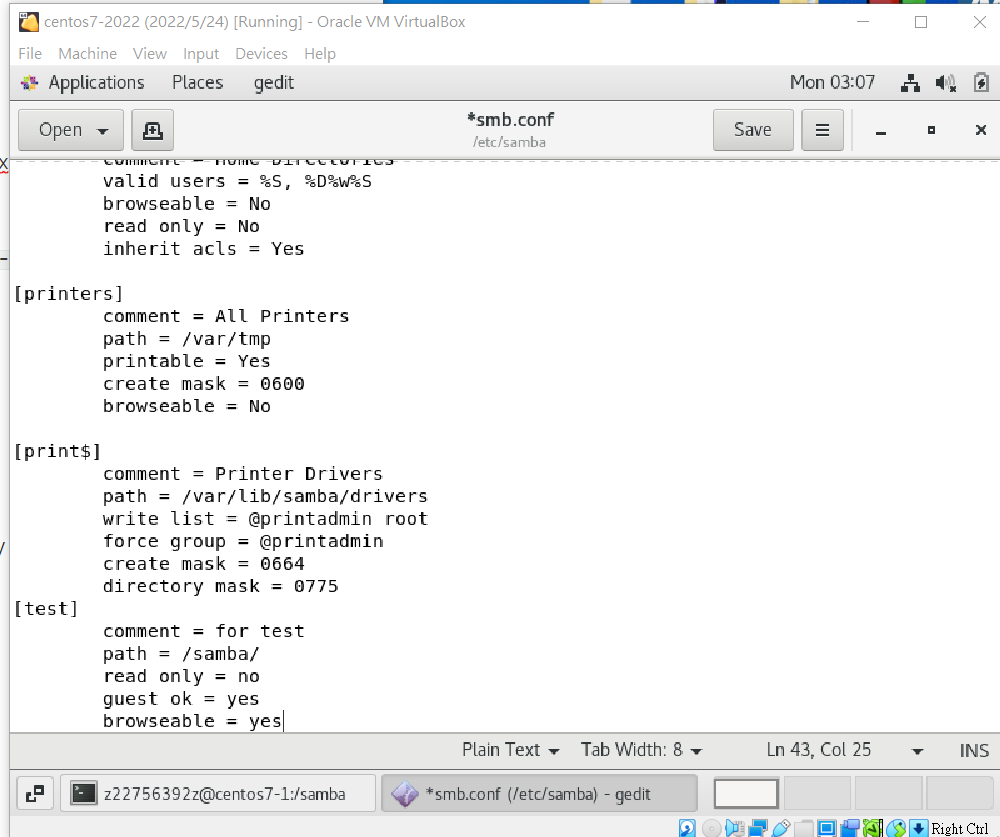 centos7-2022 (2022/5/24) [Running] - Oracle VM VirtualBox
File Machine View Input Devices Help
Applications Places gedit Mon 03:07
Open *smb.conf Save
/etc/samba
comment = Home Directories
valid users = %S, %D%w%S
browseable = No
read only = No
inherit acls = Yes
[printers]
comment = All Printers
path = /var/tmp
printable = Yes
create mask = 0600
browseable = No
[print$]
comment = Printer Drivers
path = /var/lib/samba/drivers
write list = @printadmin root
force group = @printadmin
create mask = 0664
directory mask = 0775
[test]
comment = for test
path = /samba/
read only = no
guest ok = yes
browseable = yes
Plain Text Tab Width: 8 Ln 43, Col 25 INS
z22756392z@centos7-1:/samba *smb.conf (/etc/samba) - gedit
Right Ctrl